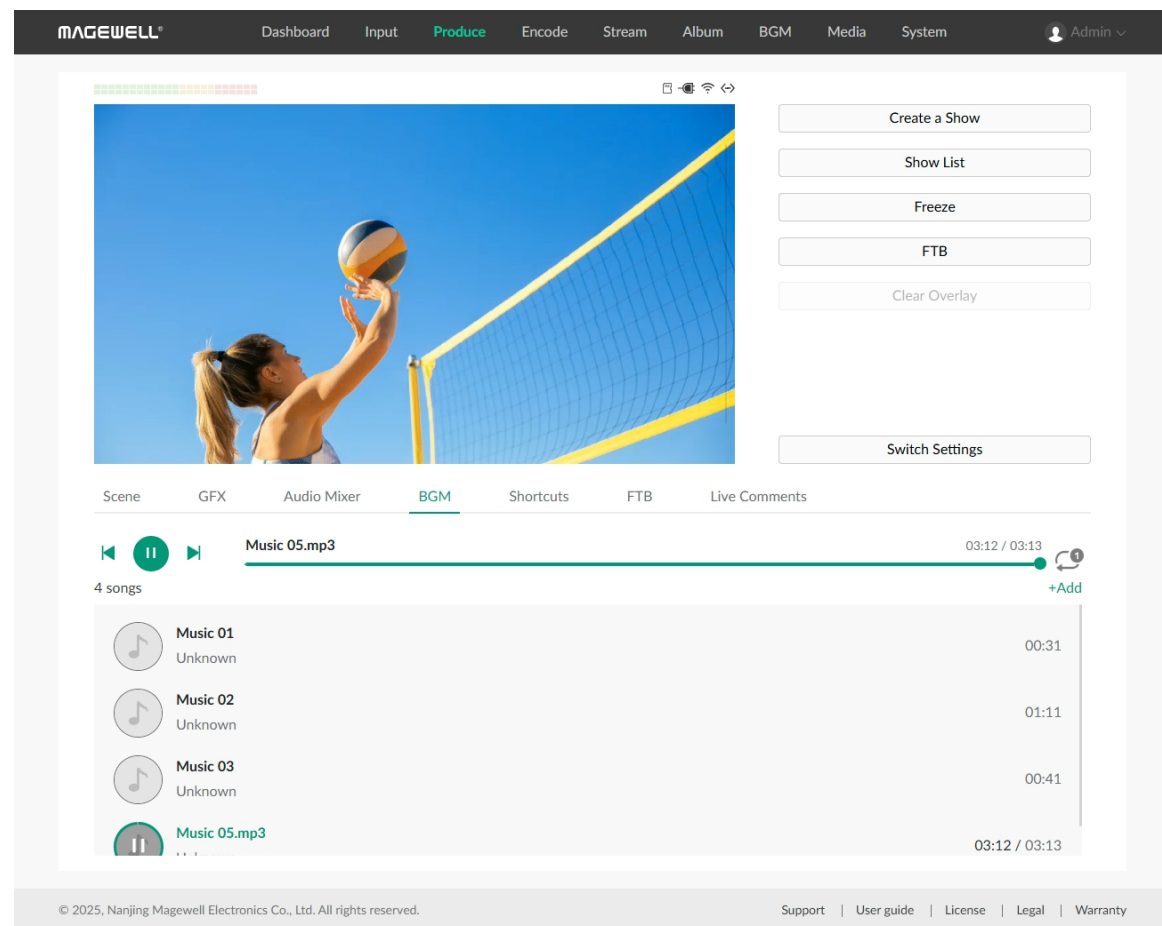 MAGEWELL®
Dashboard Input Produce Encode Stream Album BGM Media System Admin
Create a Show
Show List
Freeze
FTB
Clear Overlay
Switch Settings
Scene GFX Audio Mixer BGM Shortcuts FTB Live Comments
Music 05.mp3 03:12 / 03:13
1
4 songs +Add
Music 01
Unknown 00:31
Music 02
Unknown 01:11
Music 03
Unknown 00:41
Music 05.mp3
03:12 / 03:13
© 2025, Nanjing Magewell Electronics Co., Ltd. All rights reserved. Support | User guide | License | Legal | Warranty